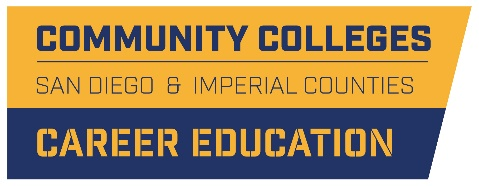 COMMUNITY COLLEGES
SAN DIEGO & IMPERIAL COUNTIES
CAREER EDUCATION